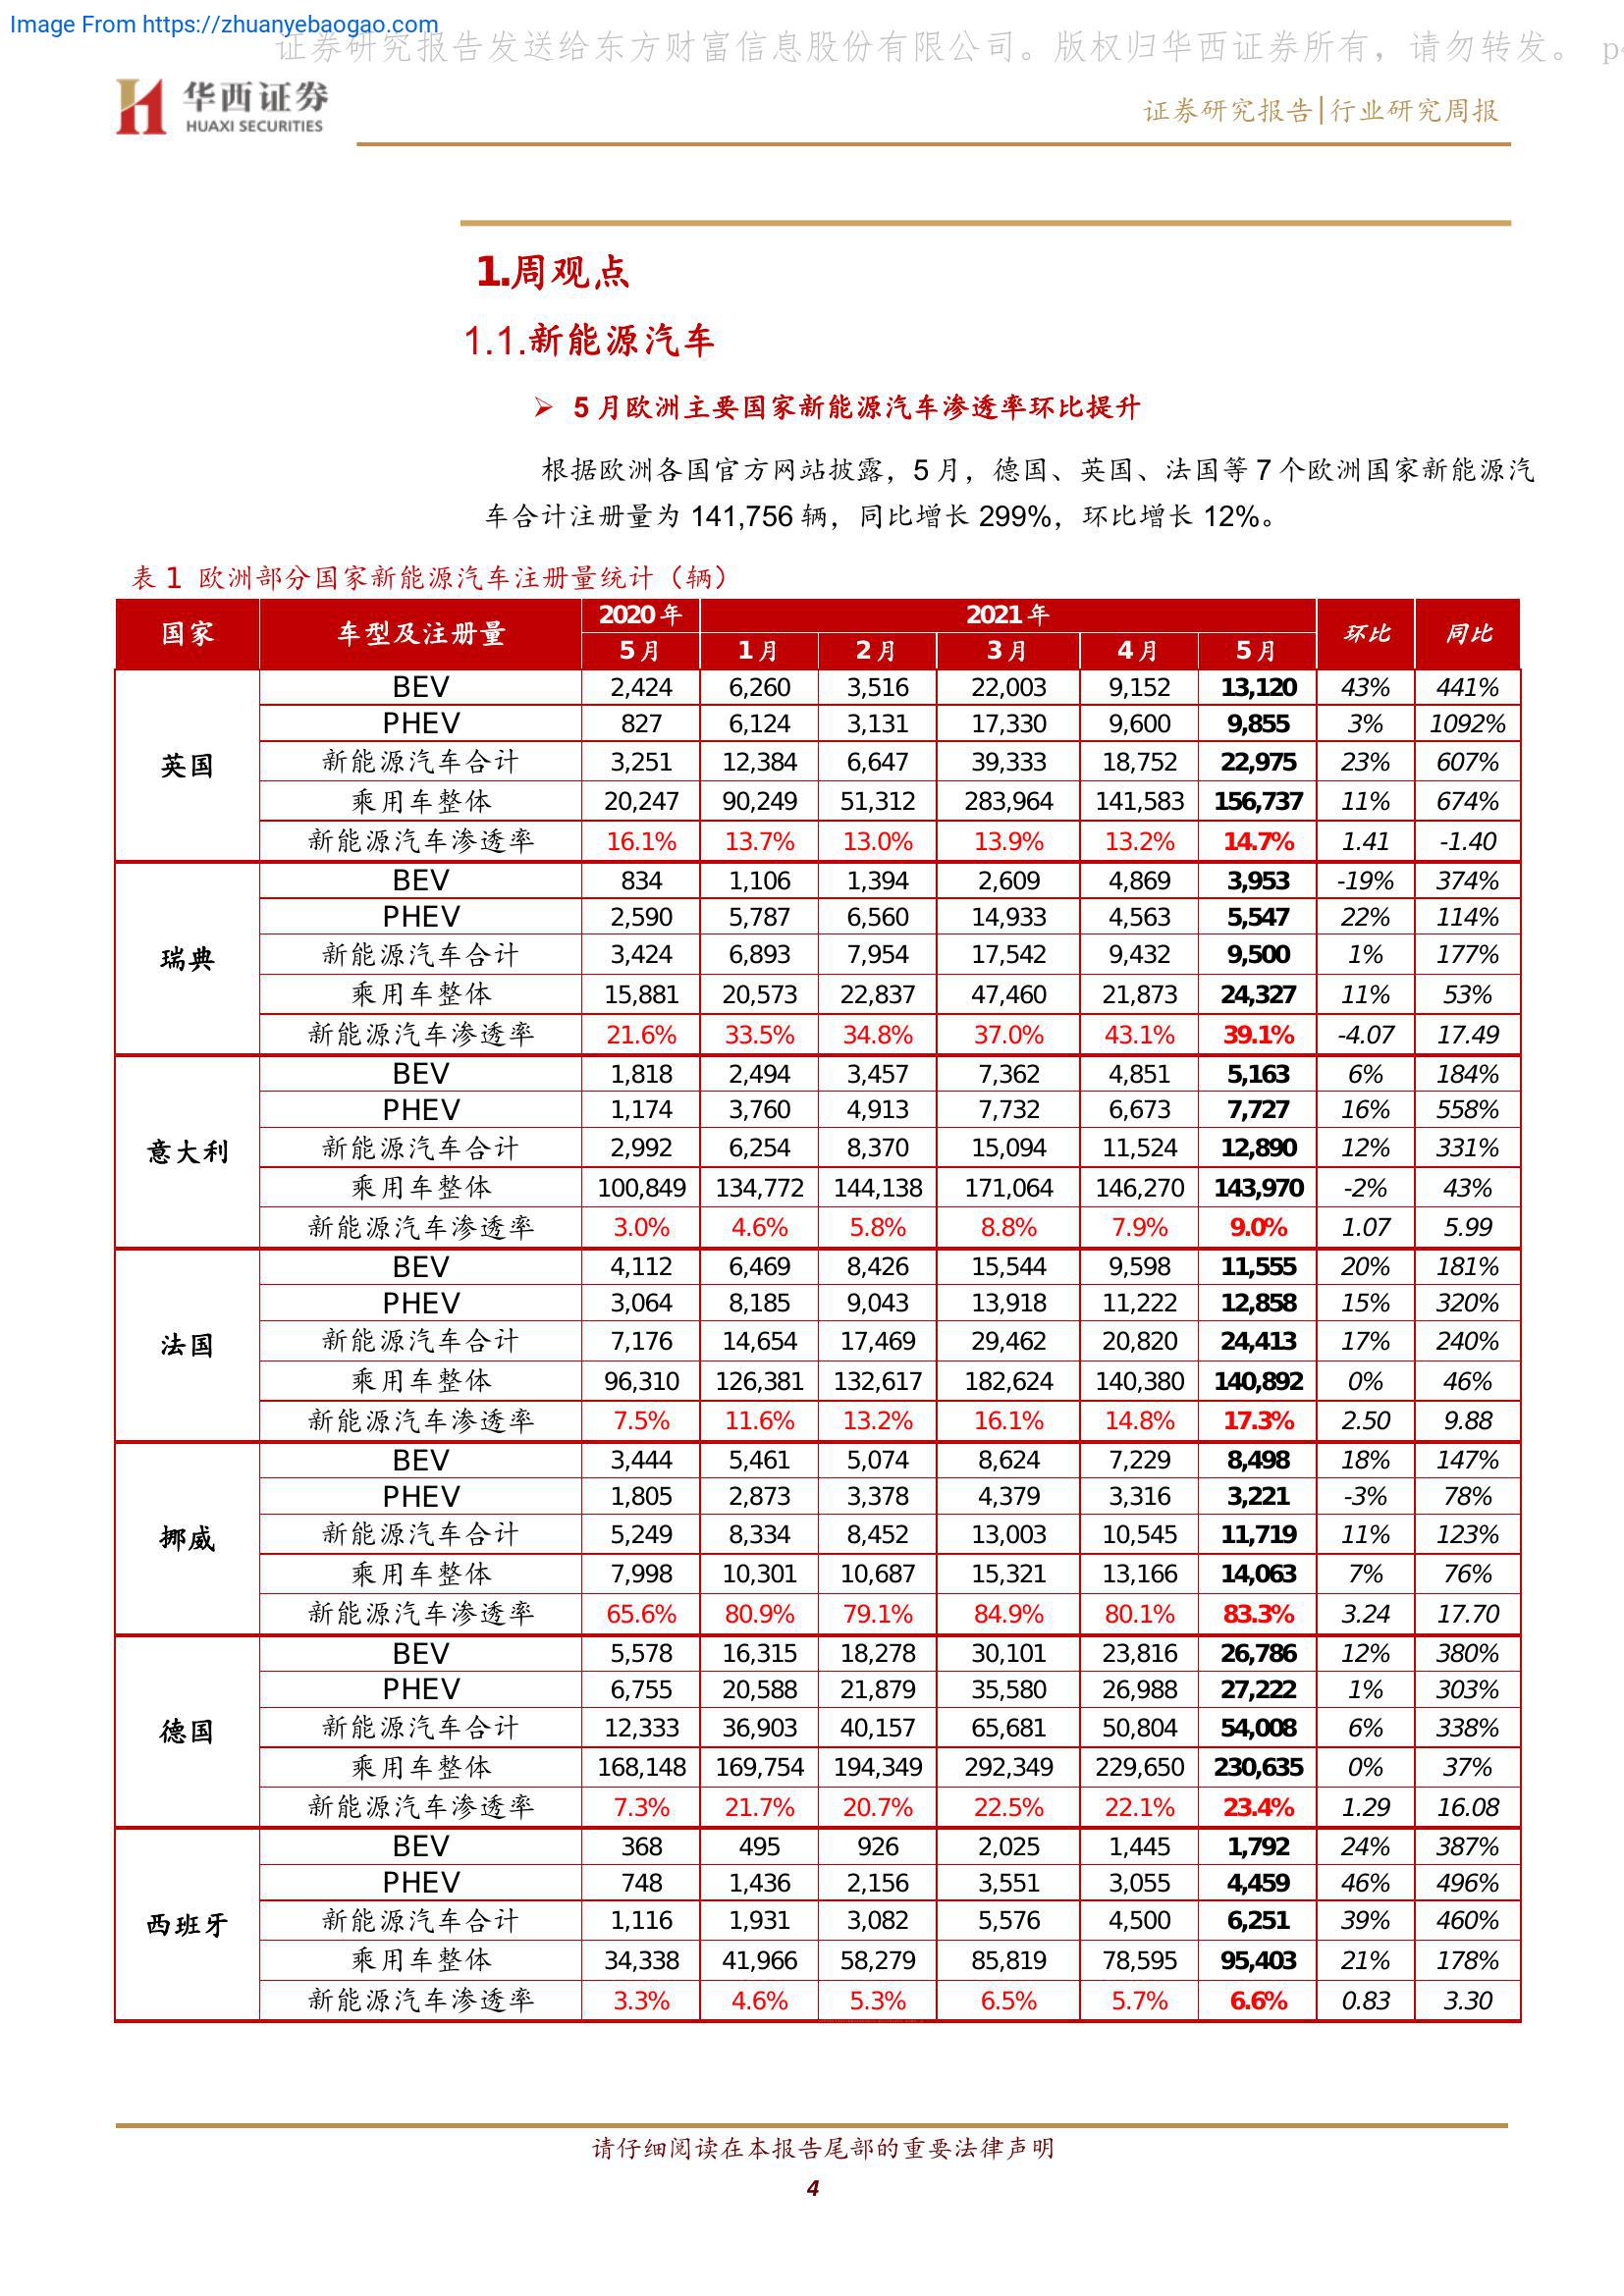 Image From https://zhuanyebaogao.com
证券研究报告发送给东方财富信息股份有限公司。版权归华西证券所有，请勿转发。 p4
华西证券
HUAXI SECURITIES
证券研究报告|行业研究周报
1.周观点
1.1.新能源汽车
➢ 5 月欧洲主要国家新能源汽车渗透率环比提升
根据欧洲各国官方网站披露，5 月，德国、英国、法国等 7 个欧洲国家新能源汽
车合计注册量为 141,756 辆，同比增长 299%，环比增长 12%。
表 1 欧洲部分国家新能源汽车注册量统计（辆）
国家 车型及注册量 2020 年 2021 年 环比 同比
5 月 1 月 2 月 3 月 4 月 5 月
英国
BEV 2,424 6,260 3,516 22,003 9,152 13,120 43% 441%
PHEV 827 6,124 3,131 17,330 9,600 9,855 3% 1092%
新能源汽车合计 3,251 12,384 6,647 39,333 18,752 22,975 23% 607%
乘用车整体 20,247 90,249 51,312 283,964 141,583 156,737 11% 674%
新能源汽车渗透率 16.1% 13.7% 13.0% 13.9% 13.2% 14.7% 1.41 -1.40
瑞典
BEV 834 1,106 1,394 2,609 4,869 3,953 -19% 374%
PHEV 2,590 5,787 6,560 14,933 4,563 5,547 22% 114%
新能源汽车合计 3,424 6,893 7,954 17,542 9,432 9,500 1% 177%
乘用车整体 15,881 20,573 22,837 47,460 21,873 24,327 11% 53%
新能源汽车渗透率 21.6% 33.5% 34.8% 37.0% 43.1% 39.1% -4.07 17.49
意大利
BEV 1,818 2,494 3,457 7,362 4,851 5,163 6% 184%
PHEV 1,174 3,760 4,913 7,732 6,673 7,727 16% 558%
新能源汽车合计 2,992 6,254 8,370 15,094 11,524 12,890 12% 331%
乘用车整体 100,849 134,772 144,138 171,064 146,270 143,970 -2% 43%
新能源汽车渗透率 3.0% 4.6% 5.8% 8.8% 7.9% 9.0% 1.07 5.99
法国
BEV 4,112 6,469 8,426 15,544 9,598 11,555 20% 181%
PHEV 3,064 8,185 9,043 13,918 11,222 12,858 15% 320%
新能源汽车合计 7,176 14,654 17,469 29,462 20,820 24,413 17% 240%
乘用车整体 96,310 126,381 132,617 182,624 140,380 140,892 0% 46%
新能源汽车渗透率 7.5% 11.6% 13.2% 16.1% 14.8% 17.3% 2.50 9.88
挪威
BEV 3,444 5,461 5,074 8,624 7,229 8,498 18% 147%
PHEV 1,805 2,873 3,378 4,379 3,316 3,221 -3% 78%
新能源汽车合计 5,249 8,334 8,452 13,003 10,545 11,719 11% 123%
乘用车整体 7,998 10,301 10,687 15,321 13,166 14,063 7% 76%
新能源汽车渗透率 65.6% 80.9% 79.1% 84.9% 80.1% 83.3% 3.24 17.70
德国
BEV 5,578 16,315 18,278 30,101 23,816 26,786 12% 380%
PHEV 6,755 20,588 21,879 35,580 26,988 27,222 1% 303%
新能源汽车合计 12,333 36,903 40,157 65,681 50,804 54,008 6% 338%
乘用车整体 168,148 169,754 194,349 292,349 229,650 230,635 0% 37%
新能源汽车渗透率 7.3% 21.7% 20.7% 22.5% 22.1% 23.4% 1.29 16.08
西班牙
BEV 368 495 926 2,025 1,445 1,792 24% 387%
PHEV 748 1,436 2,156 3,551 3,055 4,459 46% 496%
新能源汽车合计 1,116 1,931 3,082 5,576 4,500 6,251 39% 460%
乘用车整体 34,338 41,966 58,279 85,819 78,595 95,403 21% 178%
新能源汽车渗透率 3.3% 4.6% 5.3% 6.5% 5.7% 6.6% 0.83 3.30
请仔细阅读在本报告尾部的重要法律声明
4